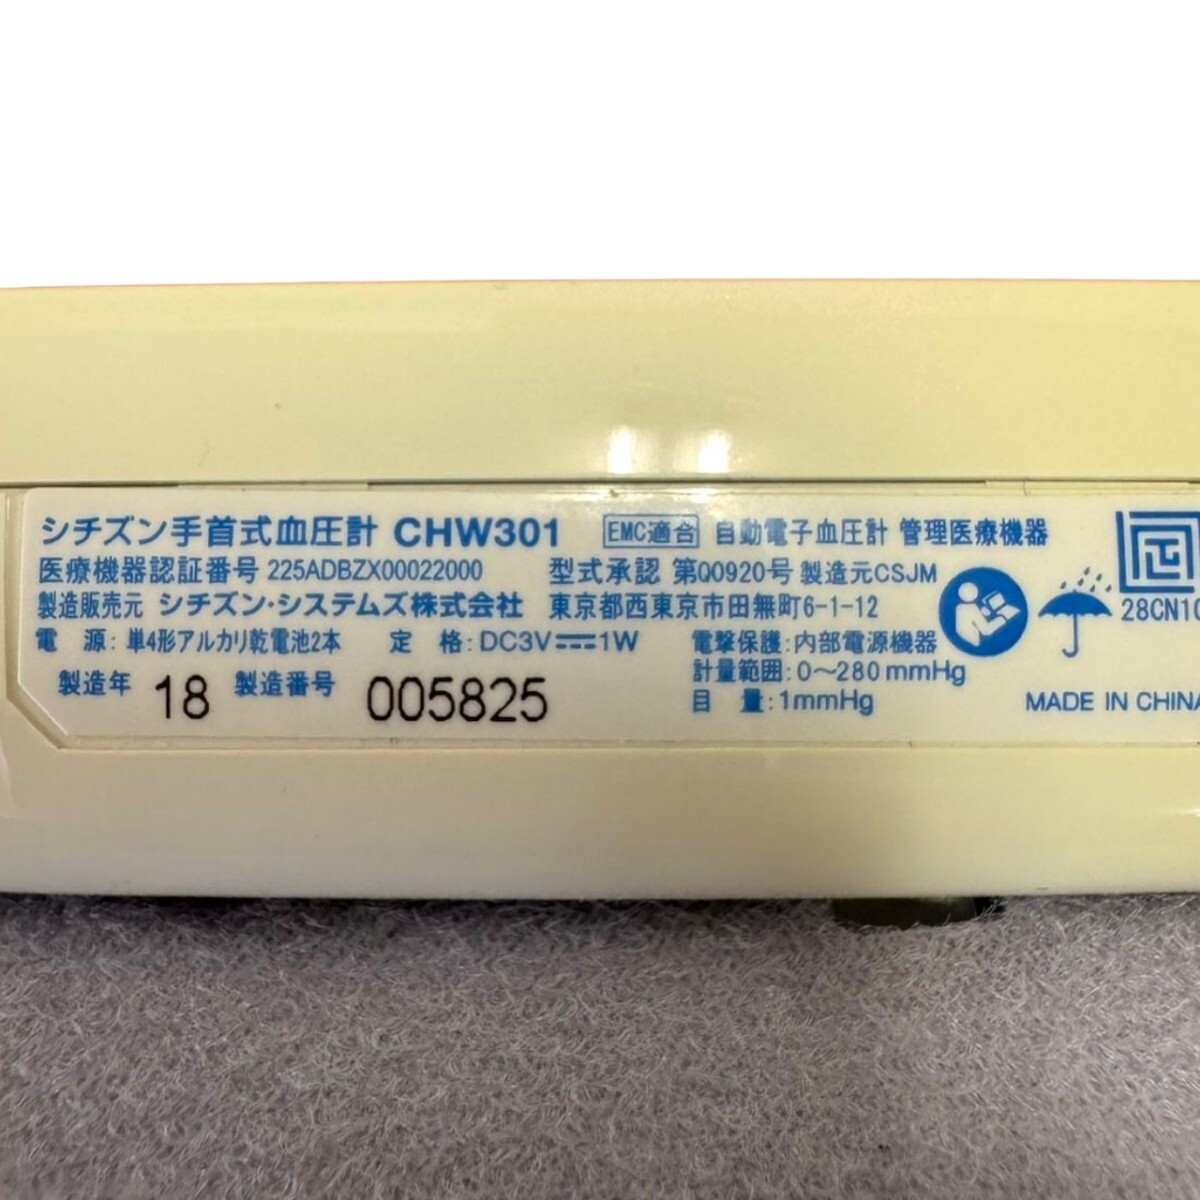 シチズン手首式血圧計 CHW301 EMC適合 自動電子血圧計 管理医療機器
医療機器認証番号 225ADBZX00022000 型式承認 第Q0920号 製造元CSJM
製造販売元 シチズン・システムズ株式会社 東京都西東京市田無町6-1-12
28CN10
電 源:単4形アルカリ乾電池2本 定 格:DC3V⎓1W 電撃保護:内部電源機器
計量範囲:0～280mmHg
製造年 18 製造番号 005825
目 量:1mmHg
MADE IN CHINA